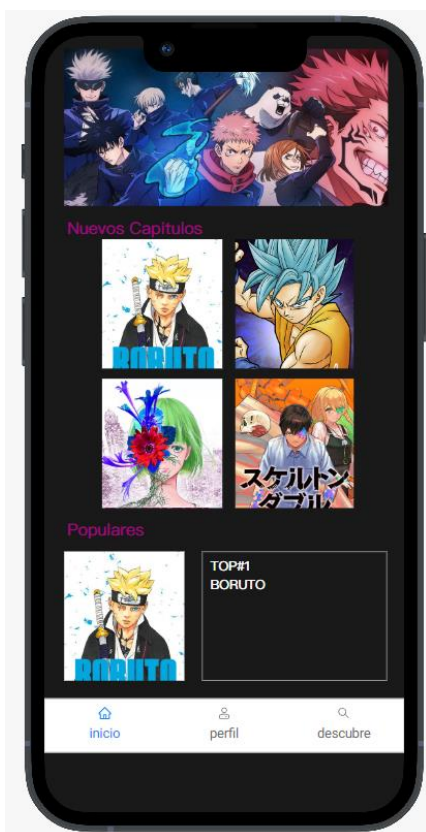 Nuevos Capitulos
BORUTO
スケルトン
ダブル
Populares
BORUTO
TOP#1
BORUTO
inicio
perfil
descubre